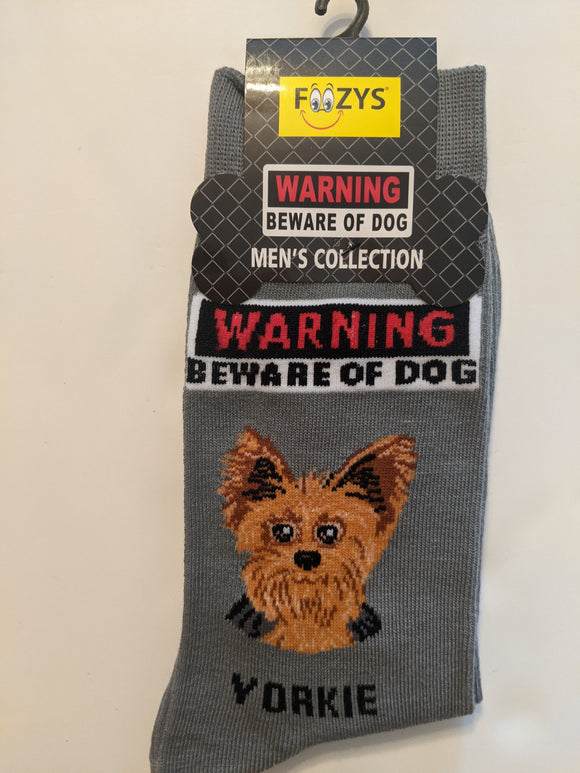 FOOZYS®
WARNING
BEWARE OF DOG
MEN'S COLLECTION
WARNING
BEWARE OF DOG
YORKIE